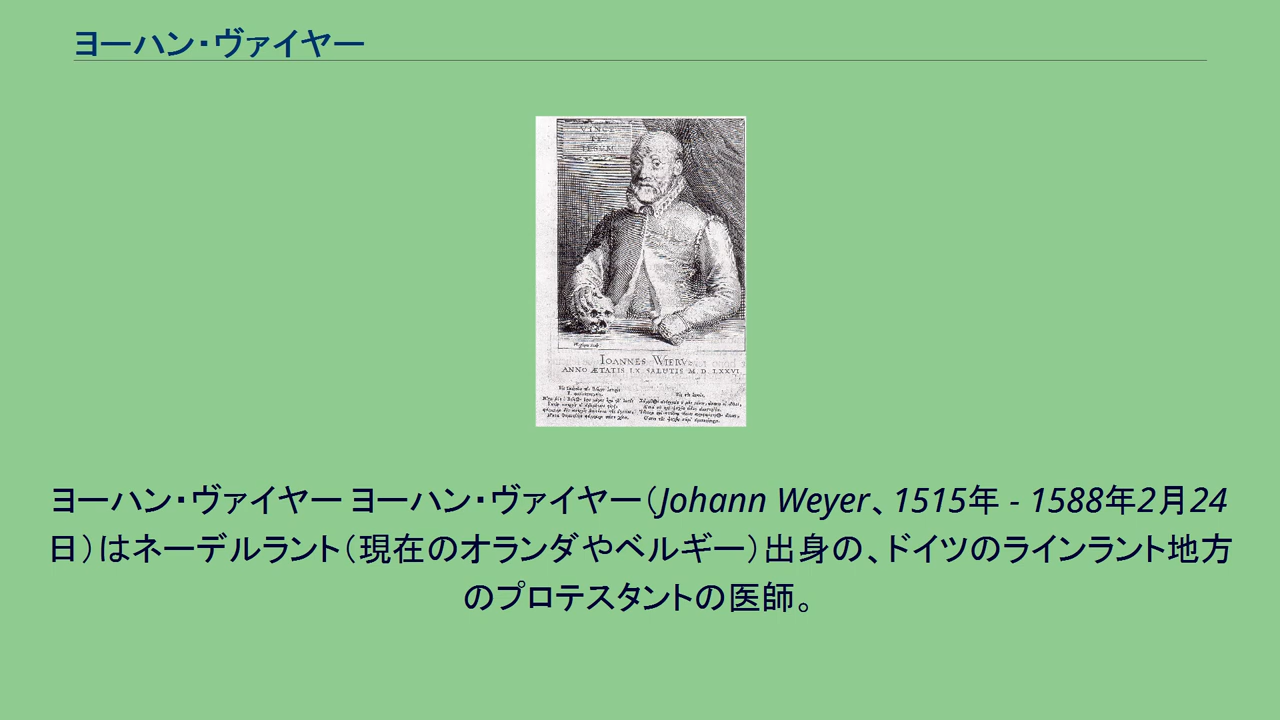 ヨーハン・ヴァイヤー
VINCE
IOANNES WIERVS
ANNO ÆTATIS LX SALUTIS M. D. LXXVI
ヨーハン・ヴァイヤー ヨーハン・ヴァイヤー（Johann Weyer、1515年 - 1588年2月24
日）はネーデルラント（現在のオランダやベルギー）出身の、ドイツのラインラント地方
のプロテスタントの医師。